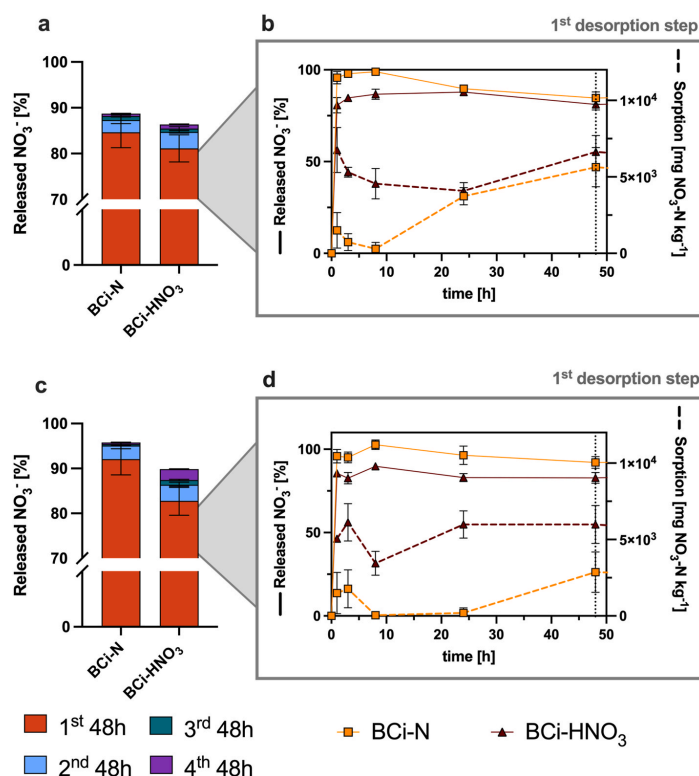 a
Released NO₃⁻ [%]
100
90
80
70
0
BCi-N
BCi-HNO₃
1ˢᵗ desorption step
b
Released NO₃⁻ [%]
100
50
0
0
10
20
30
40
50
time [h]
1×10⁴
5×10³
0
Sorption [mg NO₃-N kg⁻¹]
c
Released NO₃⁻ [%]
100
90
80
70
0
BCi-N
BCi-HNO₃
1ˢᵗ desorption step
d
Released NO₃⁻ [%]
100
50
0
0
10
20
30
40
50
time [h]
1×10⁴
5×10³
0
Sorption [mg NO₃-N kg⁻¹]
1ˢᵗ 48h
3ʳᵈ 48h
2ⁿᵈ 48h
4ᵗʰ 48h
BCi-N
BCi-HNO₃